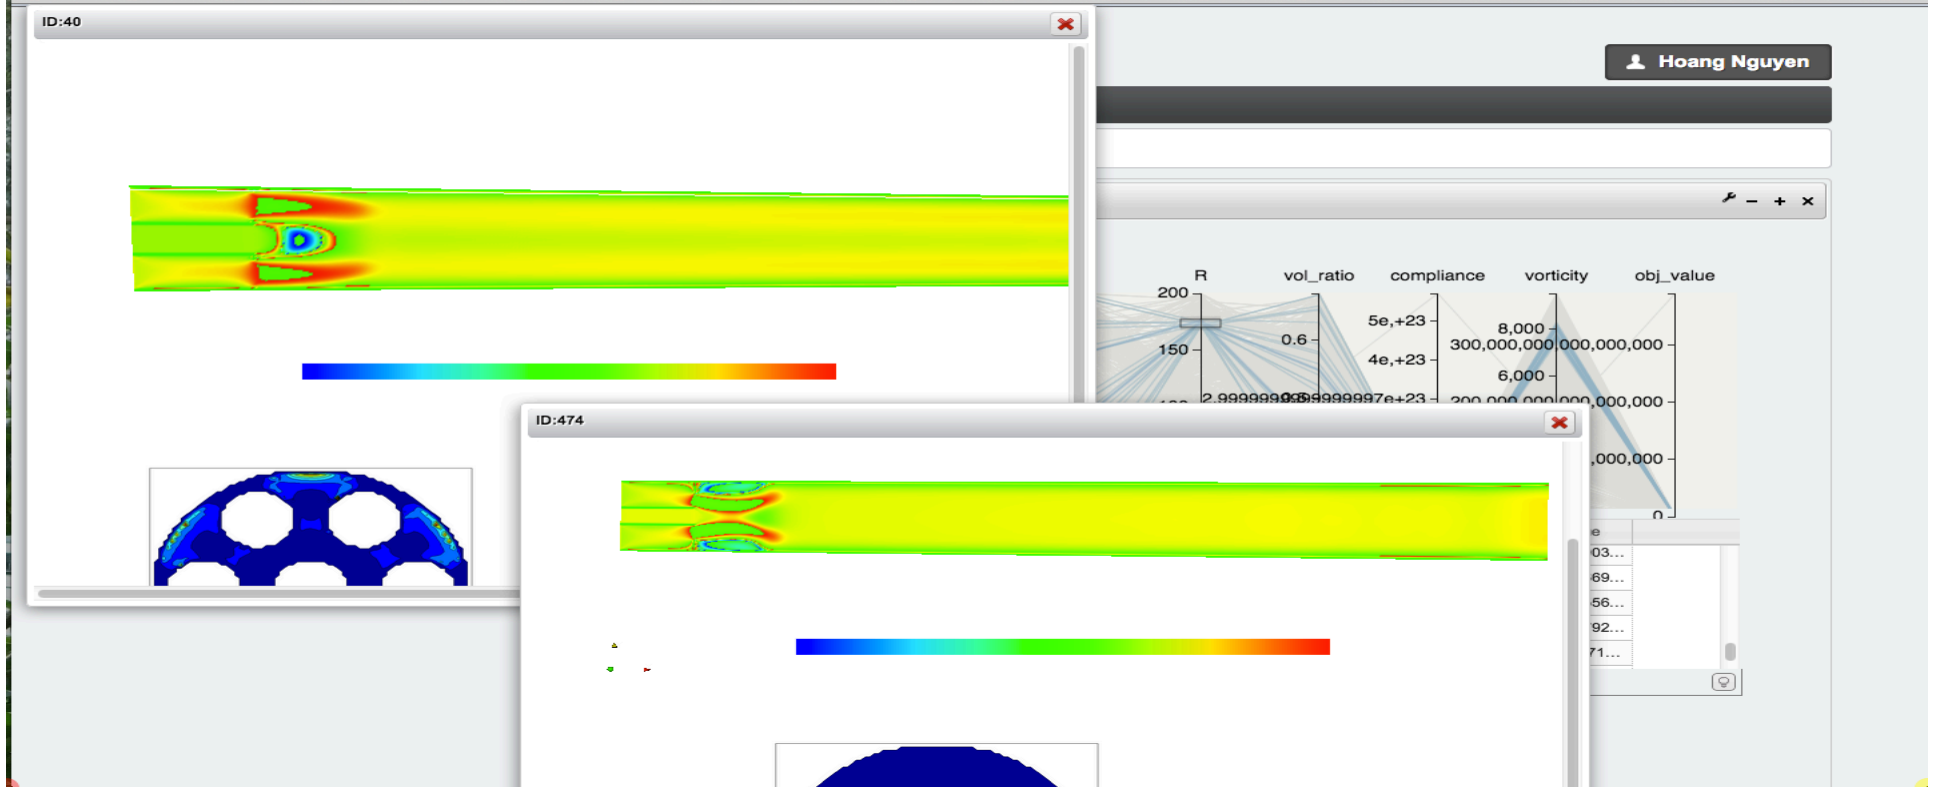 ID:40
Hoang Nguyen
R vol_ratio compliance vorticity obj_value
200
5e,+23
8,000
0.6
300,000,000,000,000,000
150
4e,+23
6,000
ID:474
,000,000
0
e
03...
69...
56...
92...
71...